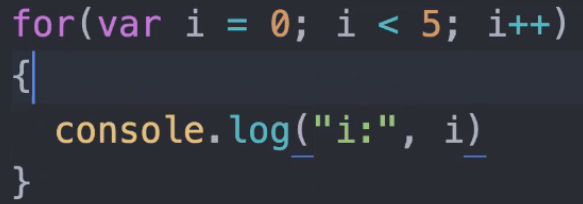 for(var i = 0; i < 5; i++)
{
  console.log("i:", i)
}